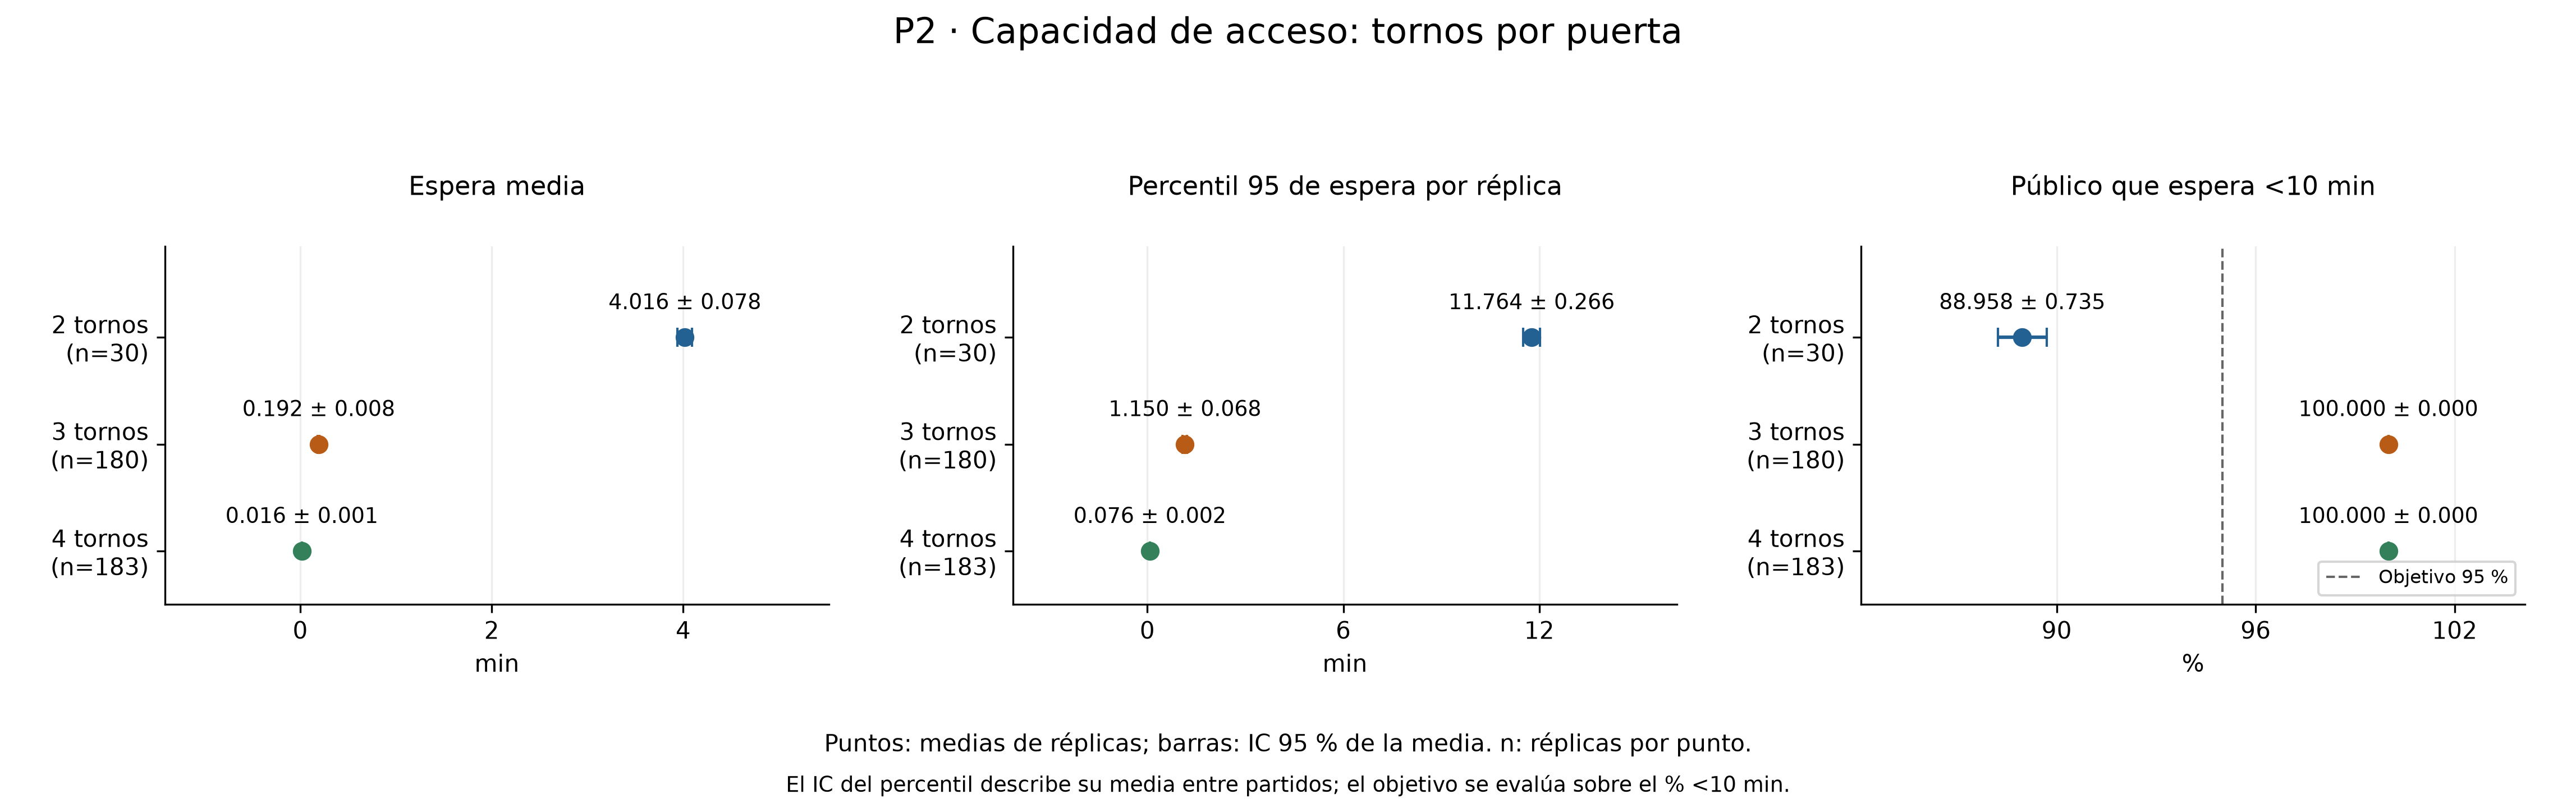 P2 · Capacidad de acceso: tornos por puerta
Espera media
4.016 ± 0.078
2 tornos
(n=30)
0.192 ± 0.008
3 tornos
(n=180)
0.016 ± 0.001
4 tornos
(n=183)
0 2 4
min
Percentil 95 de espera por réplica
11.764 ± 0.266
2 tornos
(n=30)
1.150 ± 0.068
3 tornos
(n=180)
0.076 ± 0.002
4 tornos
(n=183)
0 6 12
min
Público que espera <10 min
88.958 ± 0.735
2 tornos
(n=30)
100.000 ± 0.000
3 tornos
(n=180)
100.000 ± 0.000
4 tornos
(n=183)
Objetivo 95 %
90 96 102
%
Puntos: medias de réplicas; barras: IC 95 % de la media. n: réplicas por punto.
El IC del percentil describe su media entre partidos; el objetivo se evalúa sobre el % <10 min.